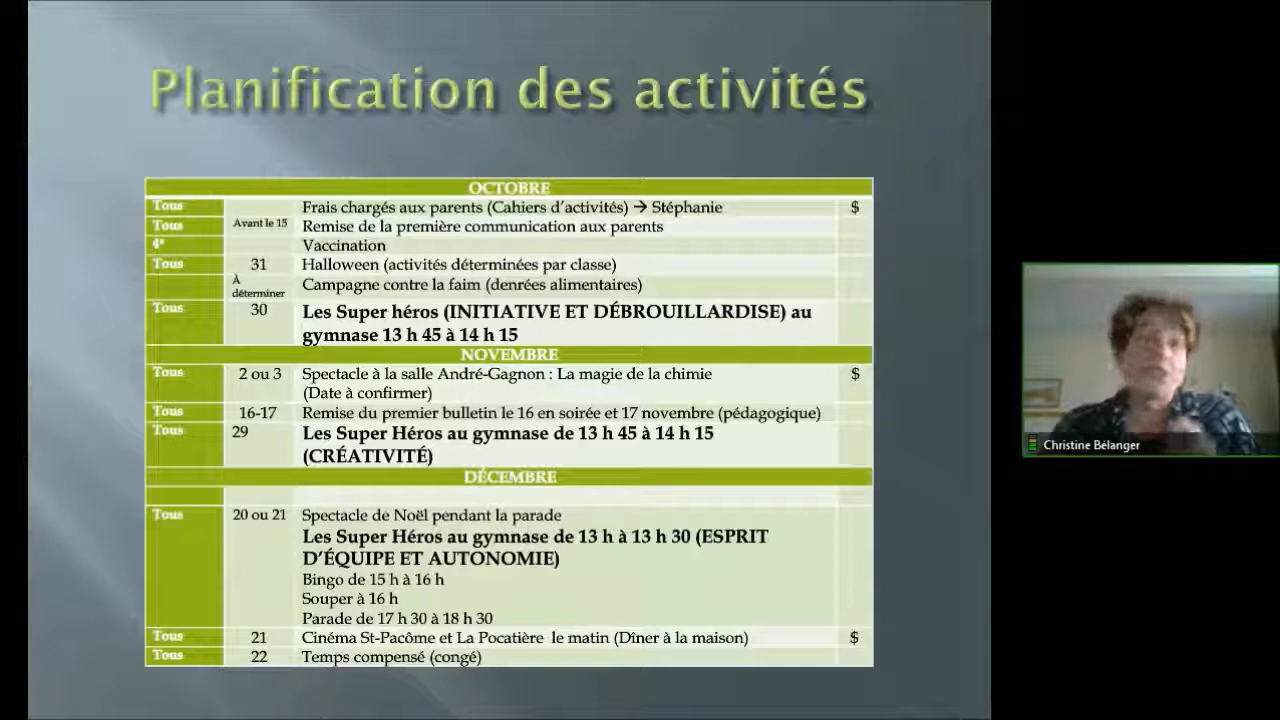 Planification des activités
OCTOBRE
Tous Frais chargés aux parents (Cahiers d'activités) → Stéphanie $
Tous Avant le 15 Remise de la première communication aux parents
4e Vaccination
Tous 31 Halloween (activités déterminées par classe)
À déterminer Campagne contre la faim (denrées alimentaires)
Tous 30 Les Super héros (INITIATIVE ET DÉBROUILLARDISE) au
gymnase 13 h 45 à 14 h 15
NOVEMBRE
Tous 2 ou 3 Spectacle à la salle André-Gagnon : La magie de la chimie $
(Date à confirmer)
Tous 16-17 Remise du premier bulletin le 16 en soirée et 17 novembre (pédagogique)
Tous 29 Les Super Héros au gymnase de 13 h 45 à 14 h 15
(CRÉATIVITÉ)
DÉCEMBRE
Tous 20 ou 21 Spectacle de Noël pendant la parade
Les Super Héros au gymnase de 13 h à 13 h 30 (ESPRIT
D'ÉQUIPE ET AUTONOMIE)
Bingo de 15 h à 16 h
Souper à 16 h
Parade de 17 h 30 à 18 h 30
Tous 21 Cinéma St-Pacôme et La Pocatière le matin (Dîner à la maison) $
Tous 22 Temps compensé (congé)
Christine Bélanger